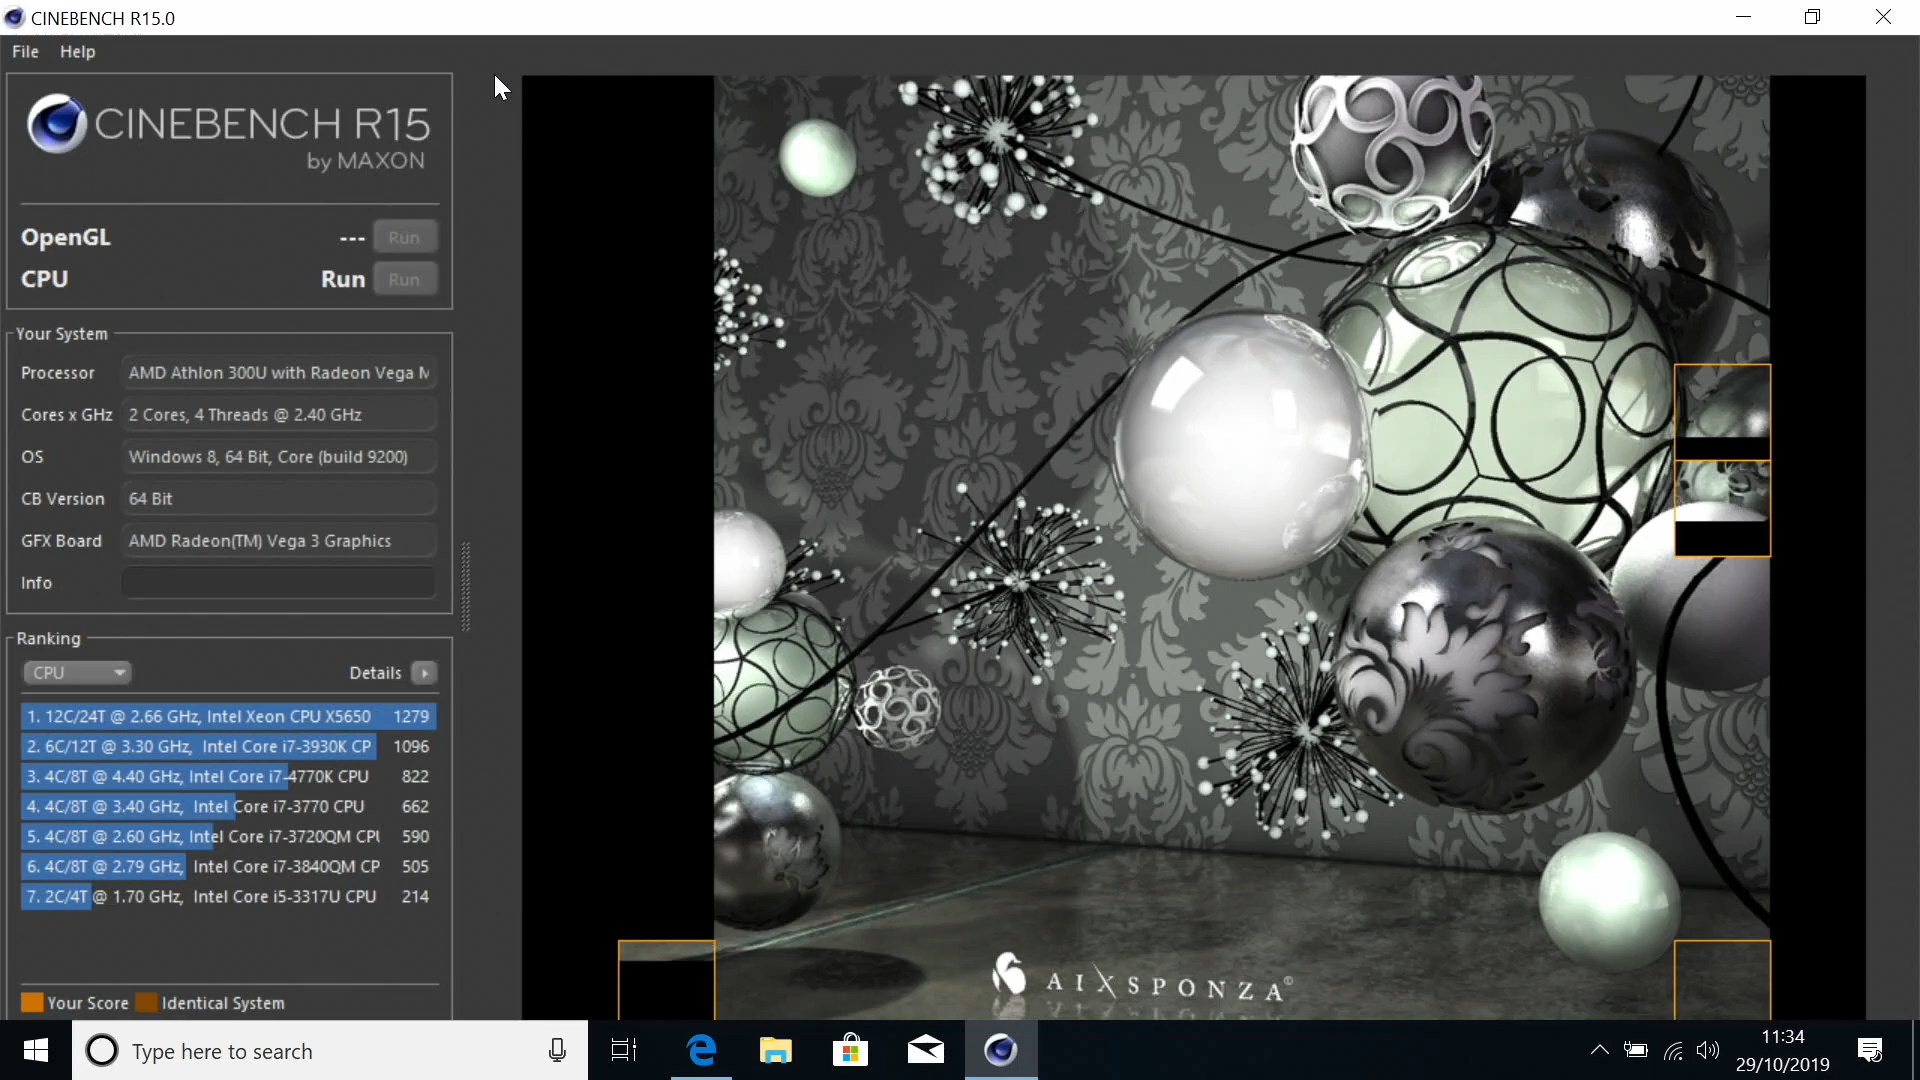 CINEBENCH R15.0
File Help
CINEBENCH R15
by MAXON
OpenGL --- Run
CPU Run Run
Your System
Processor AMD Athlon 300U with Radeon Vega M
Cores x GHz 2 Cores, 4 Threads @ 2.40 GHz
OS Windows 8, 64 Bit, Core (build 9200)
CB Version 64 Bit
GFX Board AMD Radeon(TM) Vega 3 Graphics
Info
Ranking
CPU Details
1. 12C/24T @ 2.66 GHz, Intel Xeon CPU X5650 1279
2. 6C/12T @ 3.30 GHz, Intel Core i7-3930K CP 1096
3. 4C/8T @ 4.40 GHz, Intel Core i7-4770K CPU 822
4. 4C/8T @ 3.40 GHz, Intel Core i7-3770 CPU 662
5. 4C/8T @ 2.60 GHz, Intel Core i7-3720QM CPU 590
6. 4C/8T @ 2.79 GHz, Intel Core i7-3840QM CP 505
7. 2C/4T @ 1.70 GHz, Intel Core i5-3317U CPU 214
Your Score Identical System
AIXSPONZA®
Type here to search
11:34
29/10/2019